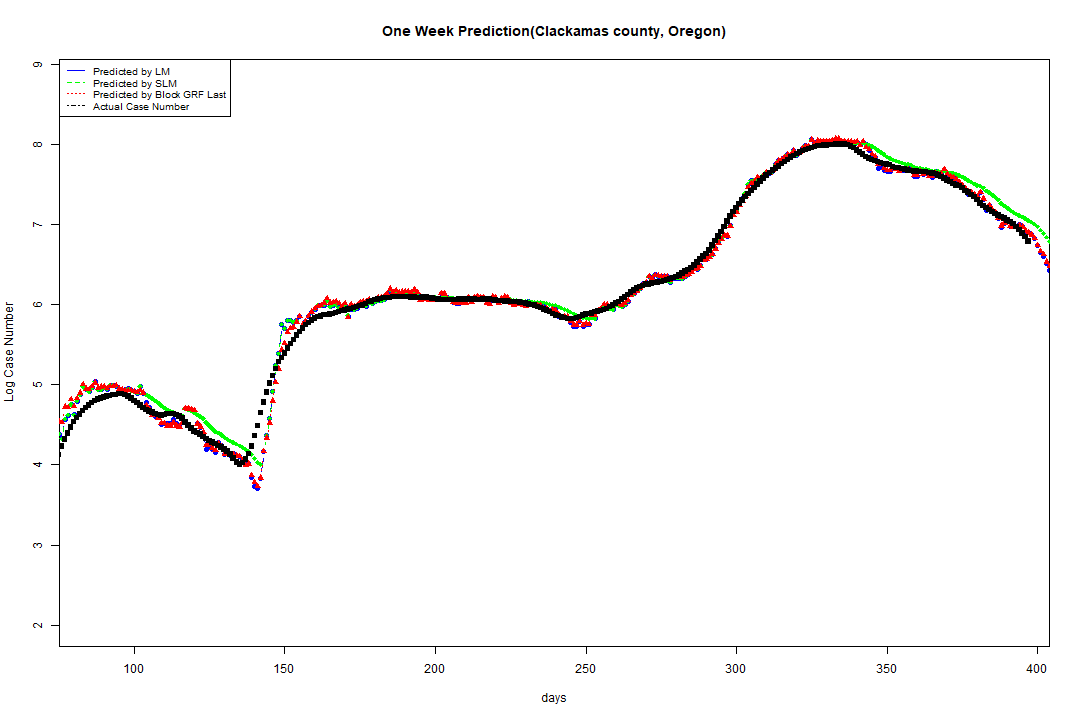 One Week Prediction(Clackamas county, Oregon)
Predicted by LM
Predicted by SLM
Predicted by Block GRF Last
Actual Case Number
9
8
7
6
5
4
3
2
Log Case Number
100 150 200 250 300 350 400
days